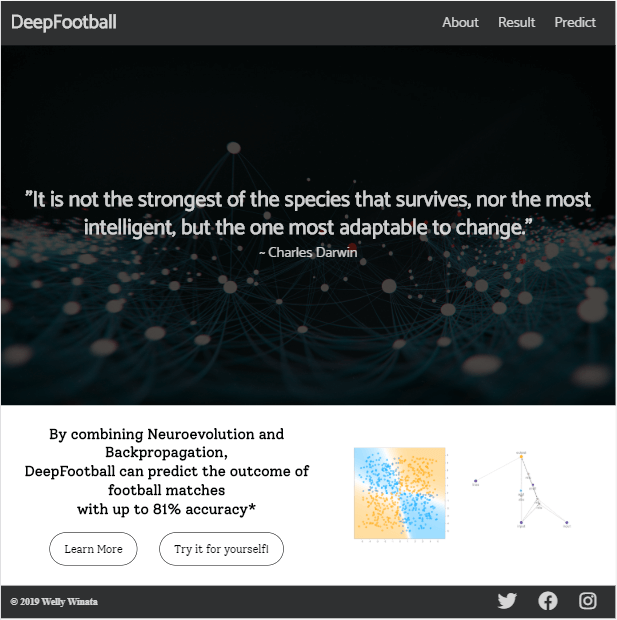 DeepFootball
About Result Predict
"It is not the strongest of the species that survives, nor the most
intelligent, but the one most adaptable to change."
~ Charles Darwin
By combining Neuroevolution and
Backpropagation,
DeepFootball can predict the outcome of
football matches
with up to 81% accuracy*
Learn More
Try it for yourself!
© 2019 Welly Winata